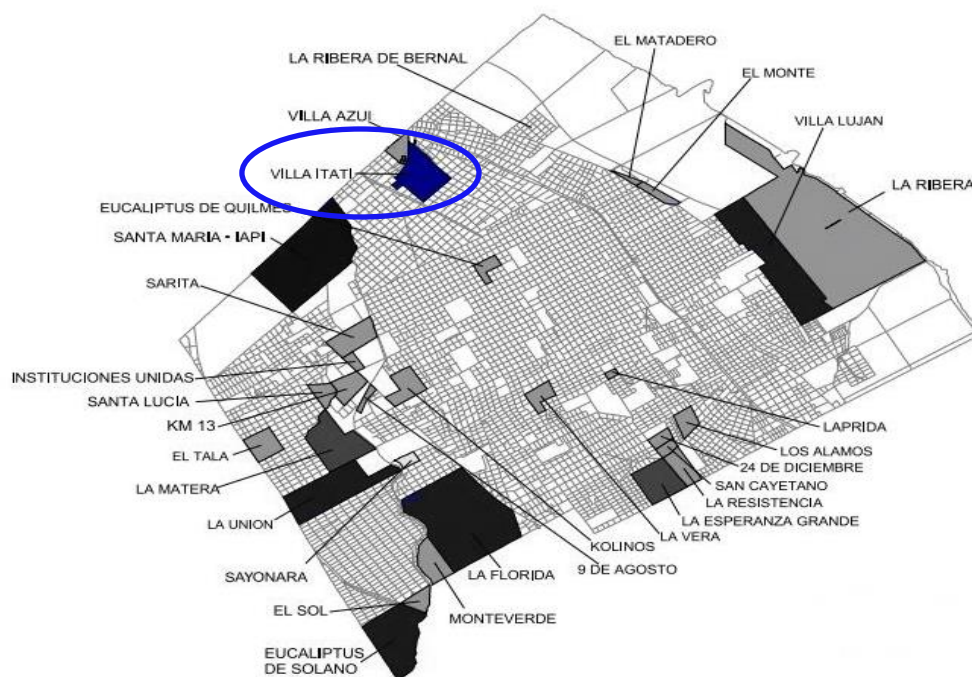 EL MATADERO
LA RIBERA DE BERNAL
EL MONTE
VILLA AZUI
VILLA LUJAN
VILLA ITATI
LA RIBERA
EUCALIPTUS DE QUILMES
SANTA MARIA - IAPI
SARITA
INSTITUCIONES UNIDAS
SANTA LUCÍA
KM 13
EL TALA
LA MATERA
LA UNION
SAYONARA
EL SOL
EUCALIPTUS
DE SOLANO
LAPRIDA
LOS ALAMOS
24 DE DICIEMBRE
SAN CAYETANO
LA RESISTENCIA
LA ESPERANZA GRANDE
LA VERA
KOLINOS
9 DE AGOSTO
LA FLORIDA
MONTEVERDE